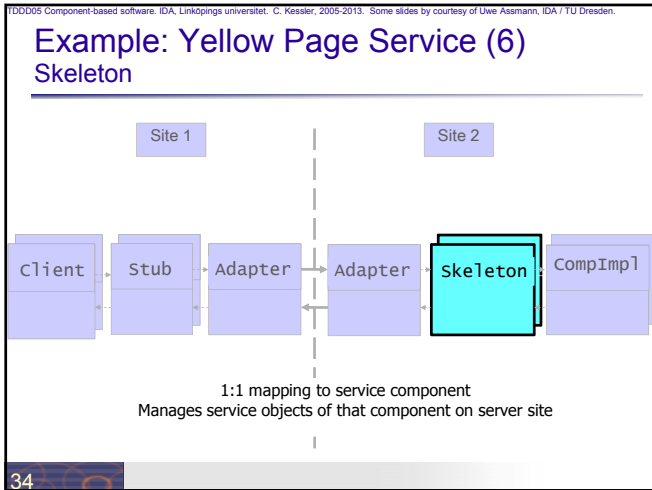 TDDD05 Component-based software. IDA, Linköpings universitet. C. Kessler, 2005-2013. Some slides by courtesy of Uwe Assmann, IDA / TU Dresden.
Example: Yellow Page Service (6)
Skeleton
Site 1
Site 2
Client
Stub
Adapter
Adapter
Skeleton
CompImpl
1:1 mapping to service component
Manages service objects of that component on server site
34